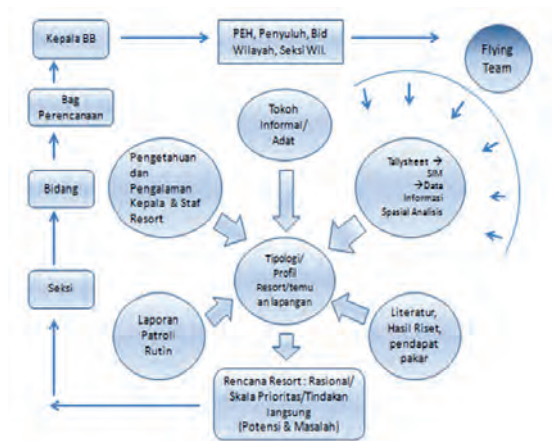 Kepala BB
PEH, Penyuluh, Bid
Wilayah, Seksi Wil.
Flying
Team
Bag
Perencanaan
Tokoh
Informal/
Adat
Pengetahuan
dan
Pengalaman
Kepala & Staf
Resort
Tallysheet →
SIM
→Data
Informasi
Spasial Analisis
Bidang
Tipologi/
Profil
Resort/temu
an lapangan
Seksi
Laporan
Patroli
Rutin
Literatur,
Hasil Riset,
pendapat
pakar
Rencana Resort : Rasional/
Skala Prioritas/Tindakan
langsung
(Potensi & Masalah)